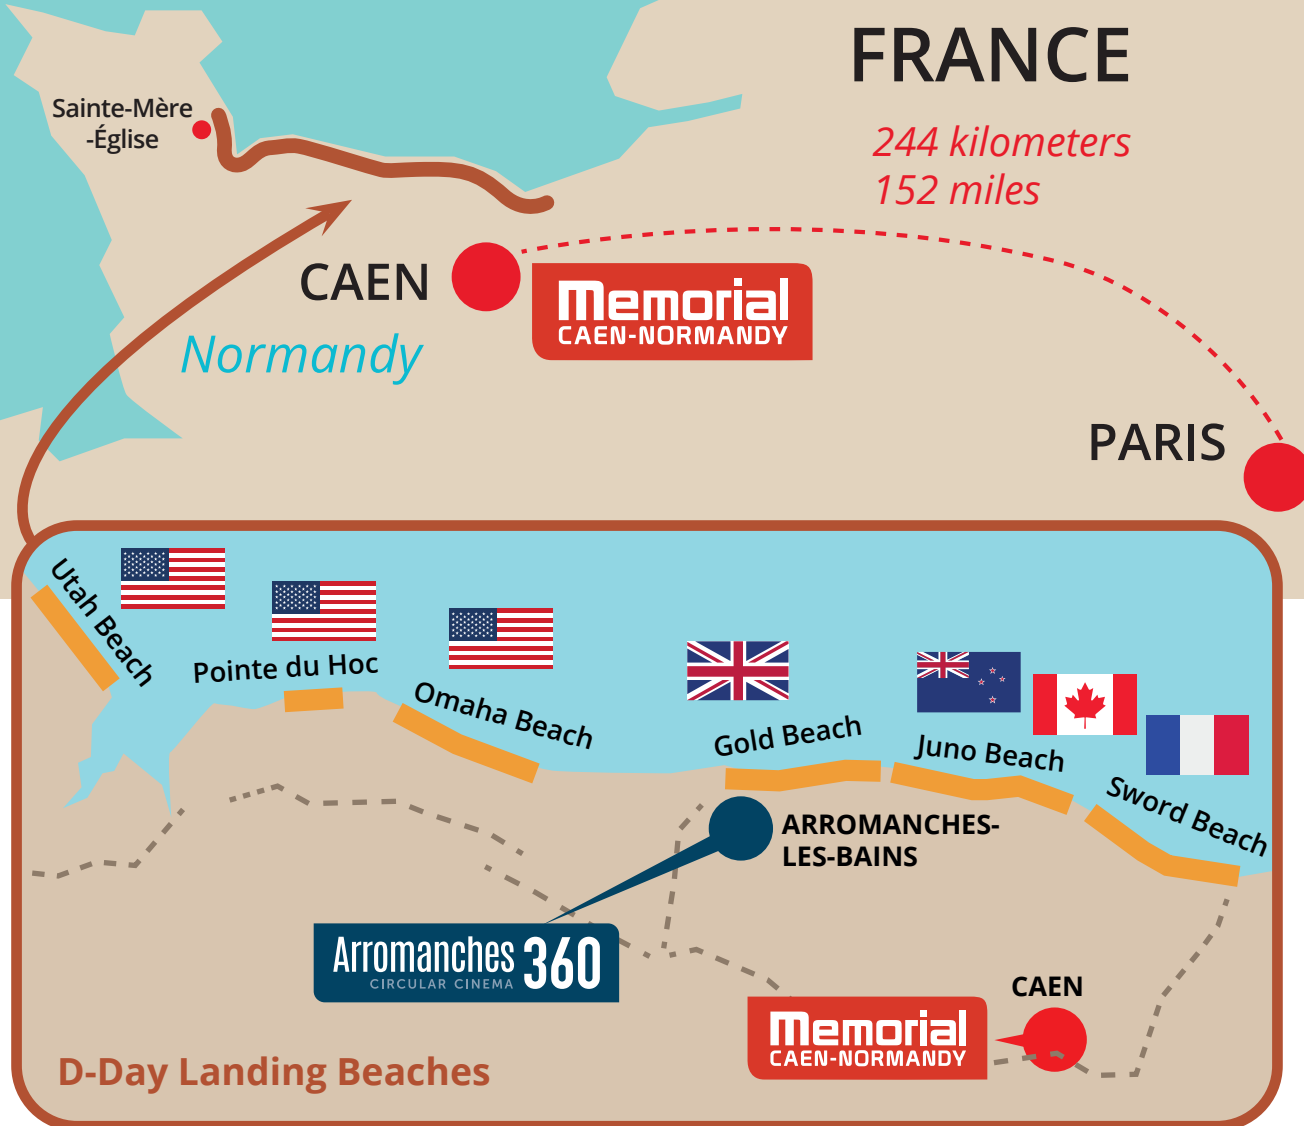 FRANCE
244 kilometers
152 miles
Sainte-Mère
-Église
CAEN
Memorial
CAEN-NORMANDY
Normandy
PARIS
Utah Beach
Pointe du Hoc
Omaha Beach
Gold Beach
Juno Beach
Sword Beach
ARROMANCHES-
LES-BAINS
Arromanches 360
CIRCULAR CINEMA
CAEN
Memorial
CAEN-NORMANDY
D-Day Landing Beaches